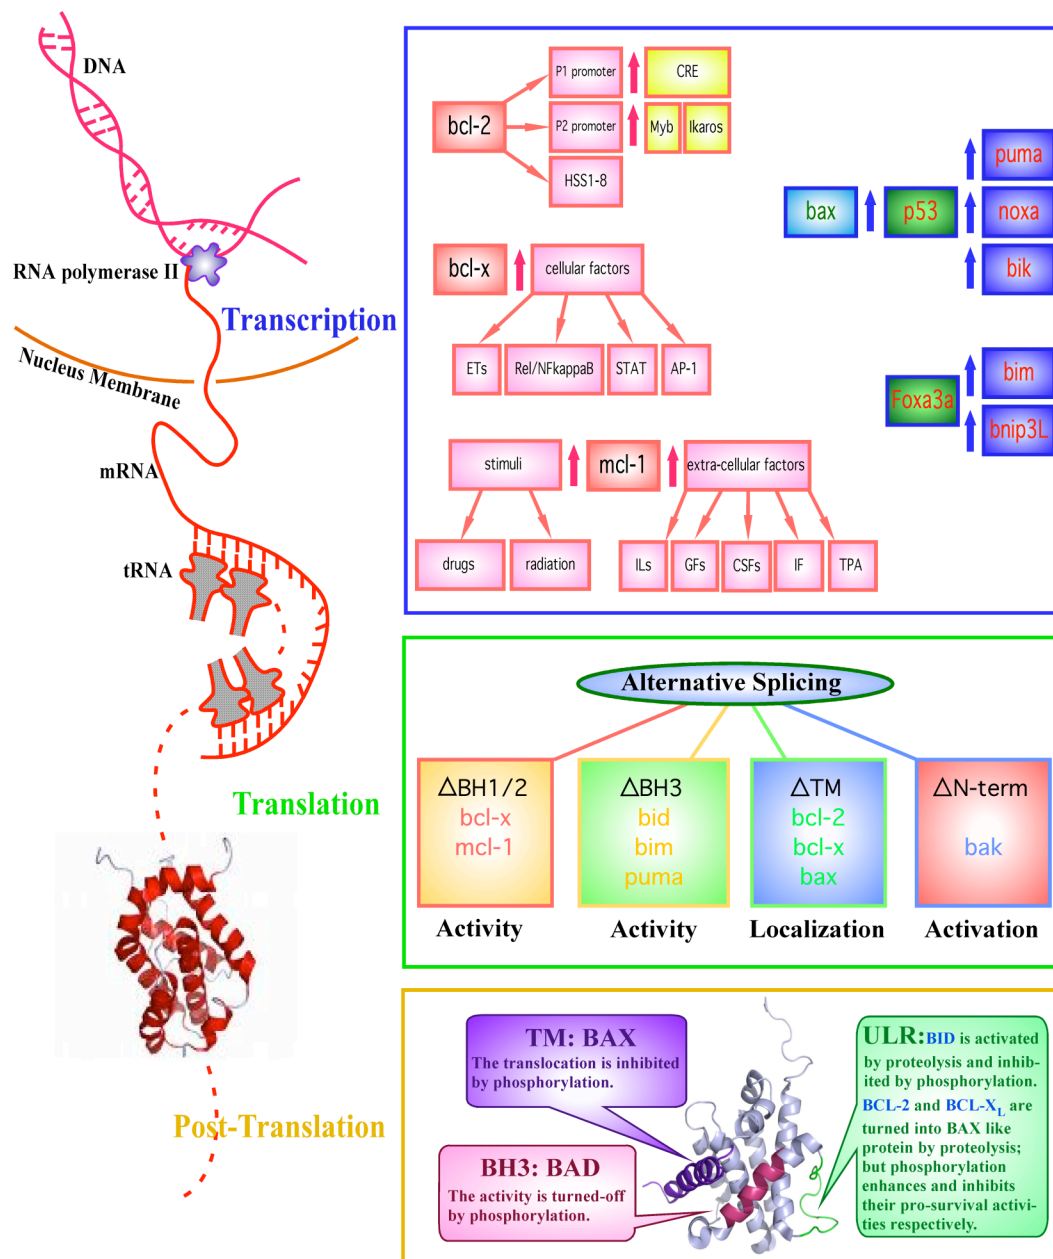 DNA
RNA polymerase II
Transcription
Nucleus Membrane
mRNA
tRNA
Translation
Post-Translation
bcl-2
P1 promoter
CRE
P2 promoter
Myb
Ikaros
HSS1-8
bcl-x
cellular factors
ETs
Rel/NFkappaB
STAT
AP-1
stimuli
mcl-1
extra-cellular factors
drugs
radiation
ILs
GFs
CSFs
IF
TPA
bax
p53
puma
noxa
bik
Foxa3a
bim
bnip3L
Alternative Splicing
△BH1/2
bcl-x
mcl-1
Activity
△BH3
bid
bim
puma
Activity
△TM
bcl-2
bcl-x
bax
Localization
△N-term
bak
Activation
TM: BAX
The translocation is inhibited
by phosphorylation.
BH3: BAD
The activity is turned-off
by phosphorylation.
ULR:BID is activated
by proteolysis and inhib-
ited by phosphorylation.
BCL-2 and BCL-XL are
turned into BAX like
protein by proteolysis;
but phosphorylation
enhances and inhibits
their pro-survival activi-
ties respectively.